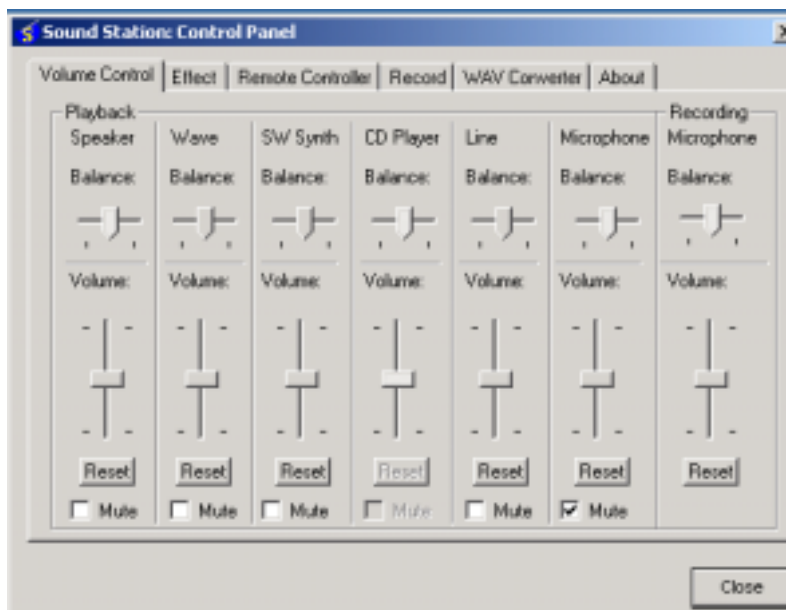 Sound Station: Control Panel
Volume Control Effect Remote Controller Record WAV Converter About
Playback Recording
Speaker Wave SW Synth CD Player Line Microphone Microphone
Balance: Balance: Balance: Balance: Balance: Balance: Balance:
Volume: Volume: Volume: Volume: Volume: Volume: Volume:
Reset Reset Reset Reset Reset Reset Reset
Mute Mute Mute Mute Mute Mute
Close